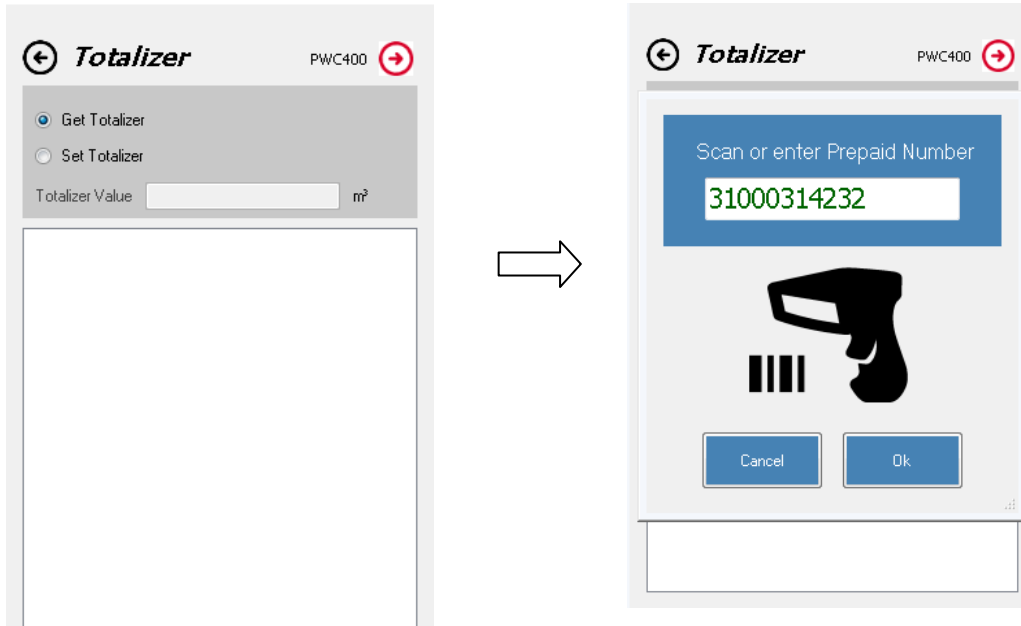 Totalizer PWC400
Get Totalizer
Set Totalizer
Totalizer Value m³
Totalizer PWC400
Scan or enter Prepaid Number
31000314232
Cancel Ok